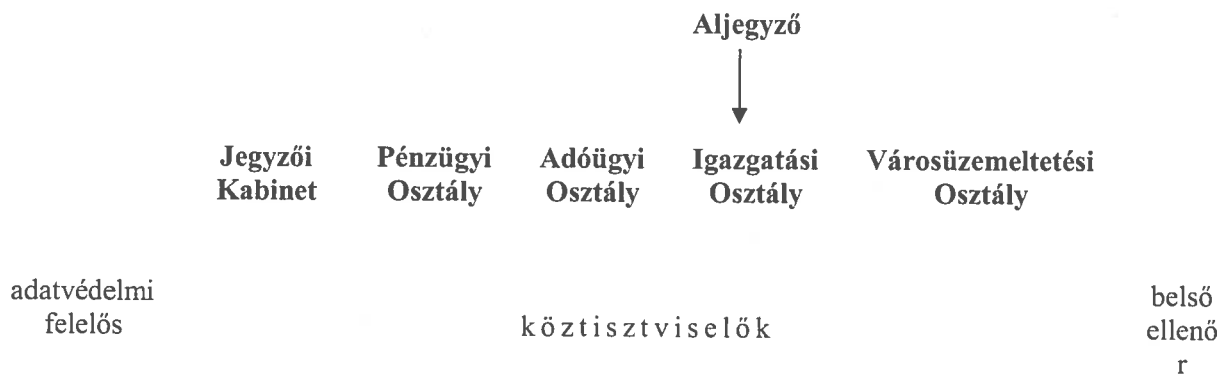 Aljegyző
Jegyzői Kabinet
Pénzügyi Osztály
Adóügyi Osztály
Igazgatási Osztály
Városüzemeltetési Osztály
adatvédelmi
felelős
köztisztviselők
belső
ellenő
r